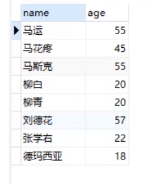 name age
马运 55
马花疼 45
马斯克 55
柳白 20
柳青 20
刘德花 57
张学右 22
德玛西亚 18